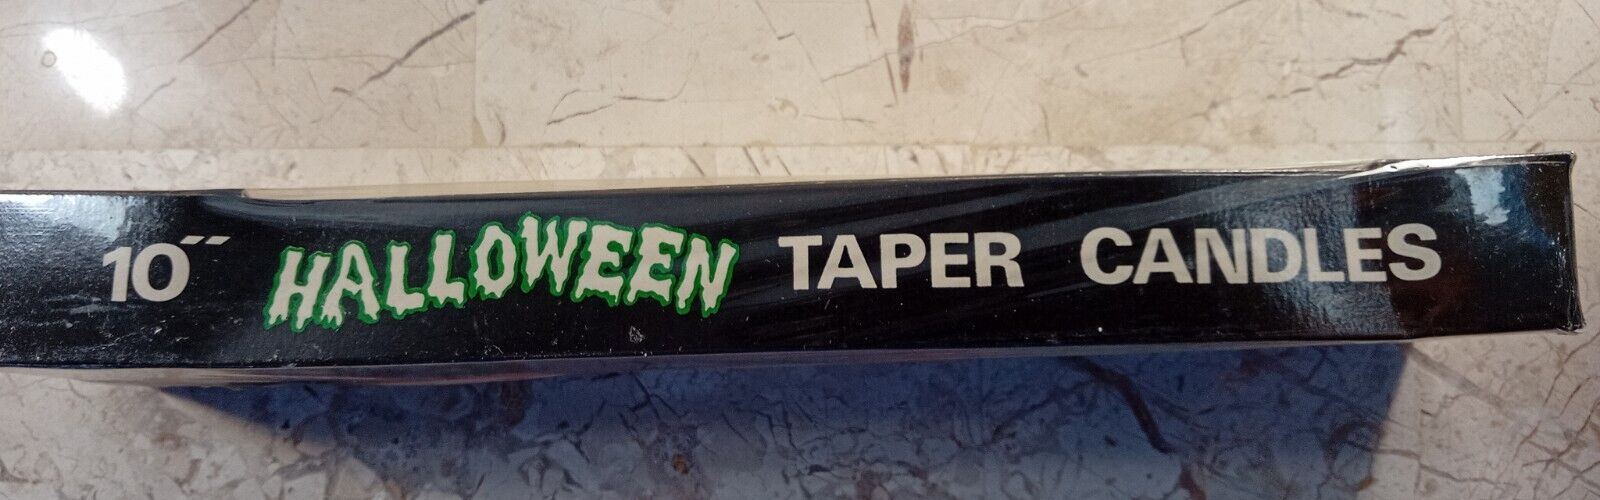 10" HALLOWEEN TAPER CANDLES